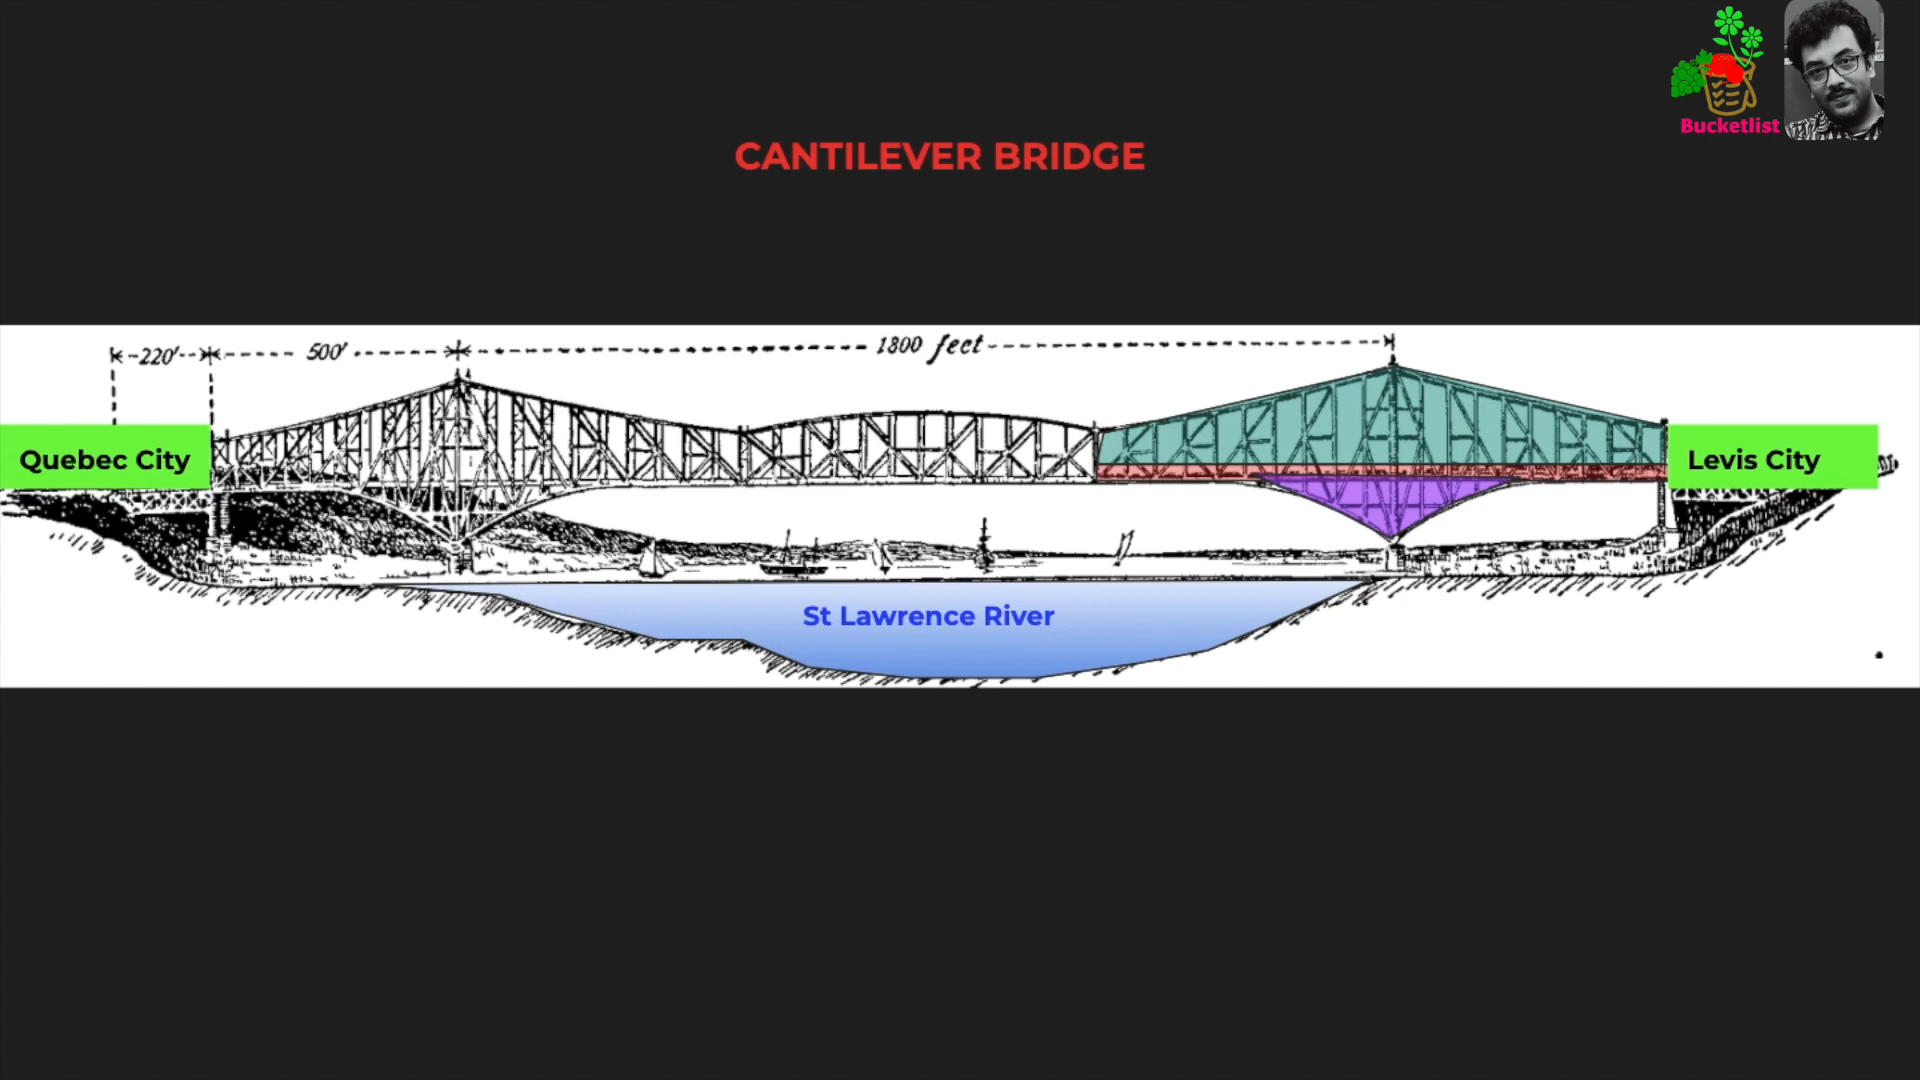 Bucketlist
CANTILEVER BRIDGE
220' 500' 1800 feet
Quebec City
Levis City
St Lawrence River